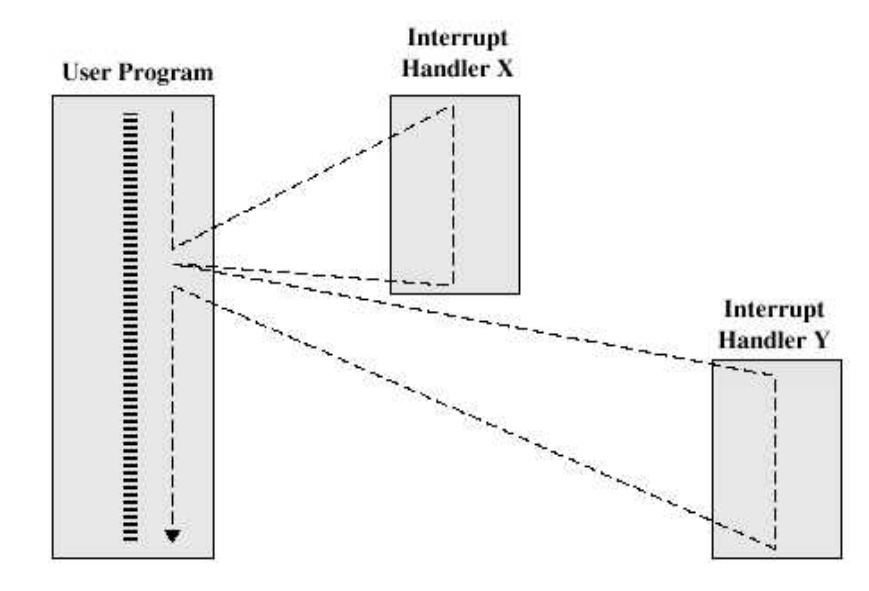 User Program
Interrupt
Handler X
Interrupt
Handler Y